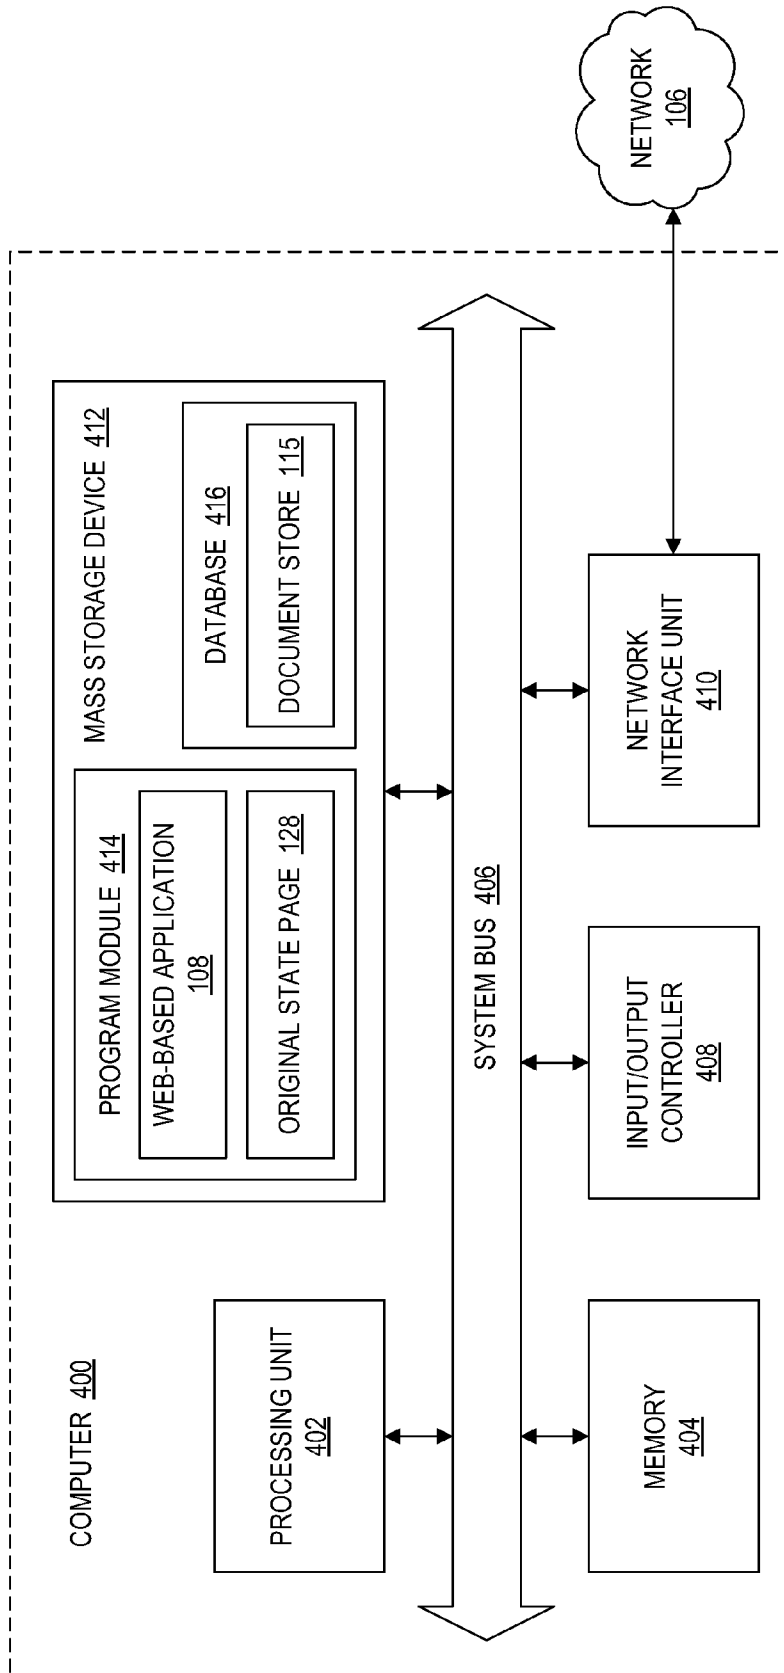 COMPUTER 400
PROCESSING UNIT
402
MASS STORAGE DEVICE 412
PROGRAM MODULE 414
WEB-BASED APPLICATION
108
ORIGINAL STATE PAGE 128
DATABASE 416
DOCUMENT STORE 115
SYSTEM BUS 406
MEMORY
404
INPUT/OUTPUT
CONTROLLER
408
NETWORK
INTERFACE UNIT
410
NETWORK
106